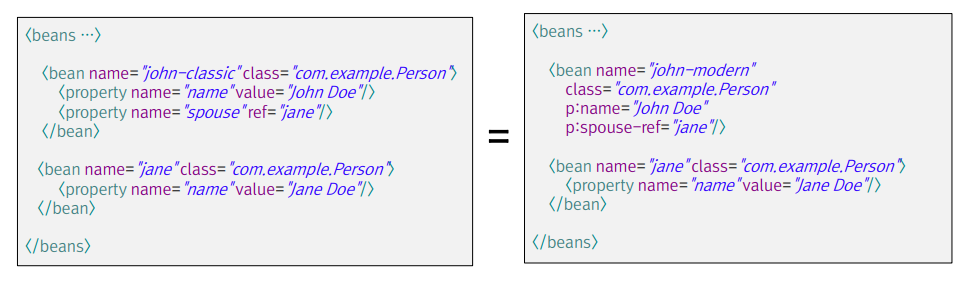 <beans ⋯>
<bean name="john-classic" class="com.example.Person">
<property name="name" value="John Doe"/>
<property name="spouse" ref="jane"/>
</bean>
<bean name="jane" class="com.example.Person">
<property name="name" value="Jane Doe"/>
</bean>
</beans>
=
<beans ⋯>
<bean name="john-modern"
class="com.example.Person"
p:name="John Doe"
p:spouse-ref="jane"/>
<bean name="jane" class="com.example.Person">
<property name="name" value="Jane Doe"/>
</bean>
</beans>